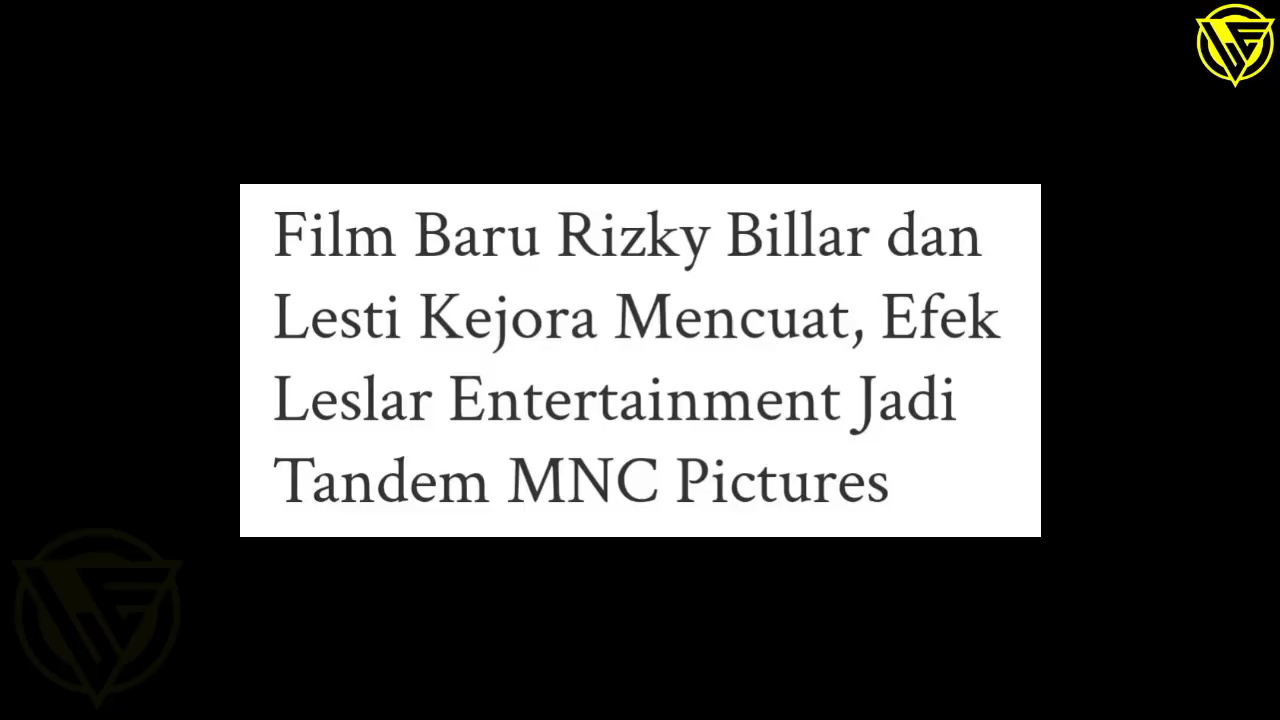 Film Baru Rizky Billar dan
Lesti Kejora Mencuat, Efek
Leslar Entertainment Jadi
Tandem MNC Pictures